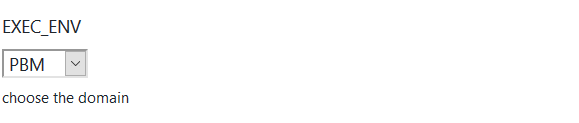 EXEC_ENV
PBM
choose the domain